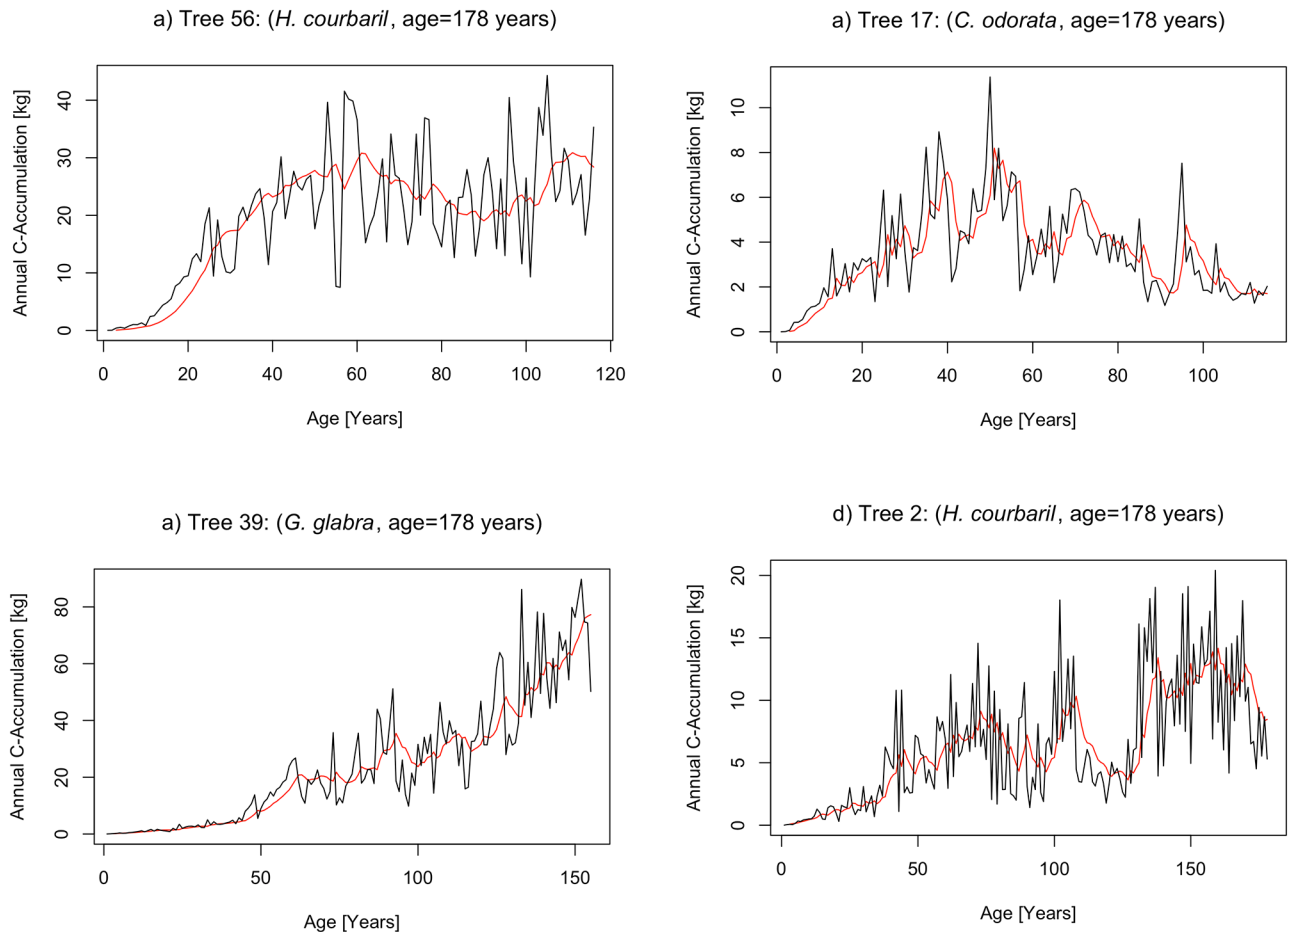 a) Tree 56: (H. courbaril, age=178 years)
Annual C-Accumulation [kg]
40
30
20
10
0
0 20 40 60 80 100 120
Age [Years]
a) Tree 17: (C. odorata, age=178 years)
Annual C-Accumulation [kg]
10
8
6
4
2
0
0 20 40 60 80 100
Age [Years]
a) Tree 39: (G. glabra, age=178 years)
Annual C-Accumulation [kg]
80
60
40
20
0
0 50 100 150
Age [Years]
d) Tree 2: (H. courbaril, age=178 years)
Annual C-Accumulation [kg]
20
15
10
5
0
0 50 100 150
Age [Years]